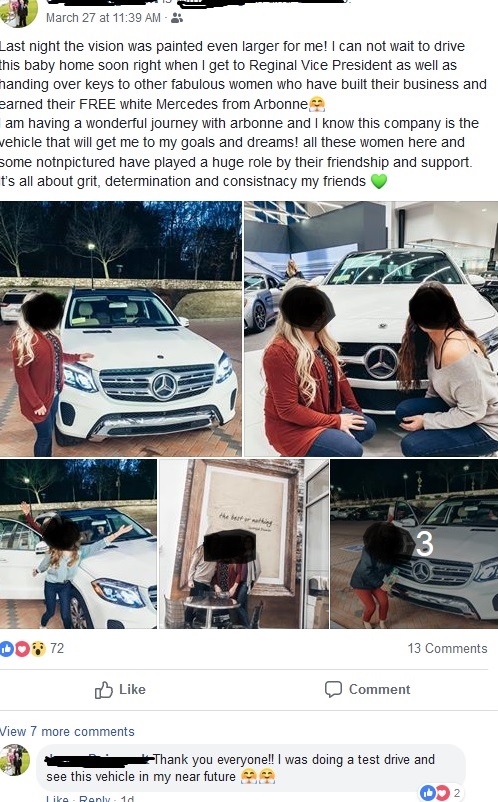 March 27 at 11:39 AM ·
Last night the vision was painted even larger for me! I can not wait to drive
this baby home soon right when I get to Reginal Vice President as well as
handing over keys to other fabulous women who have built their business and
earned their FREE white Mercedes from Arbonne🤗
I am having a wonderful journey with arbonne and I know this company is the
vehicle that will get me to my goals and dreams! all these women here and
some notnpictured have played a huge role by their friendship and support.
It's all about grit, determination and consistnacy my friends 💚
the best or nothing
3
72
13 Comments
Like
Comment
View 7 more comments
Thank you everyone!! I was doing a test drive and
see this vehicle in my near future 🤗🤗
Like · Reply · 1d
2